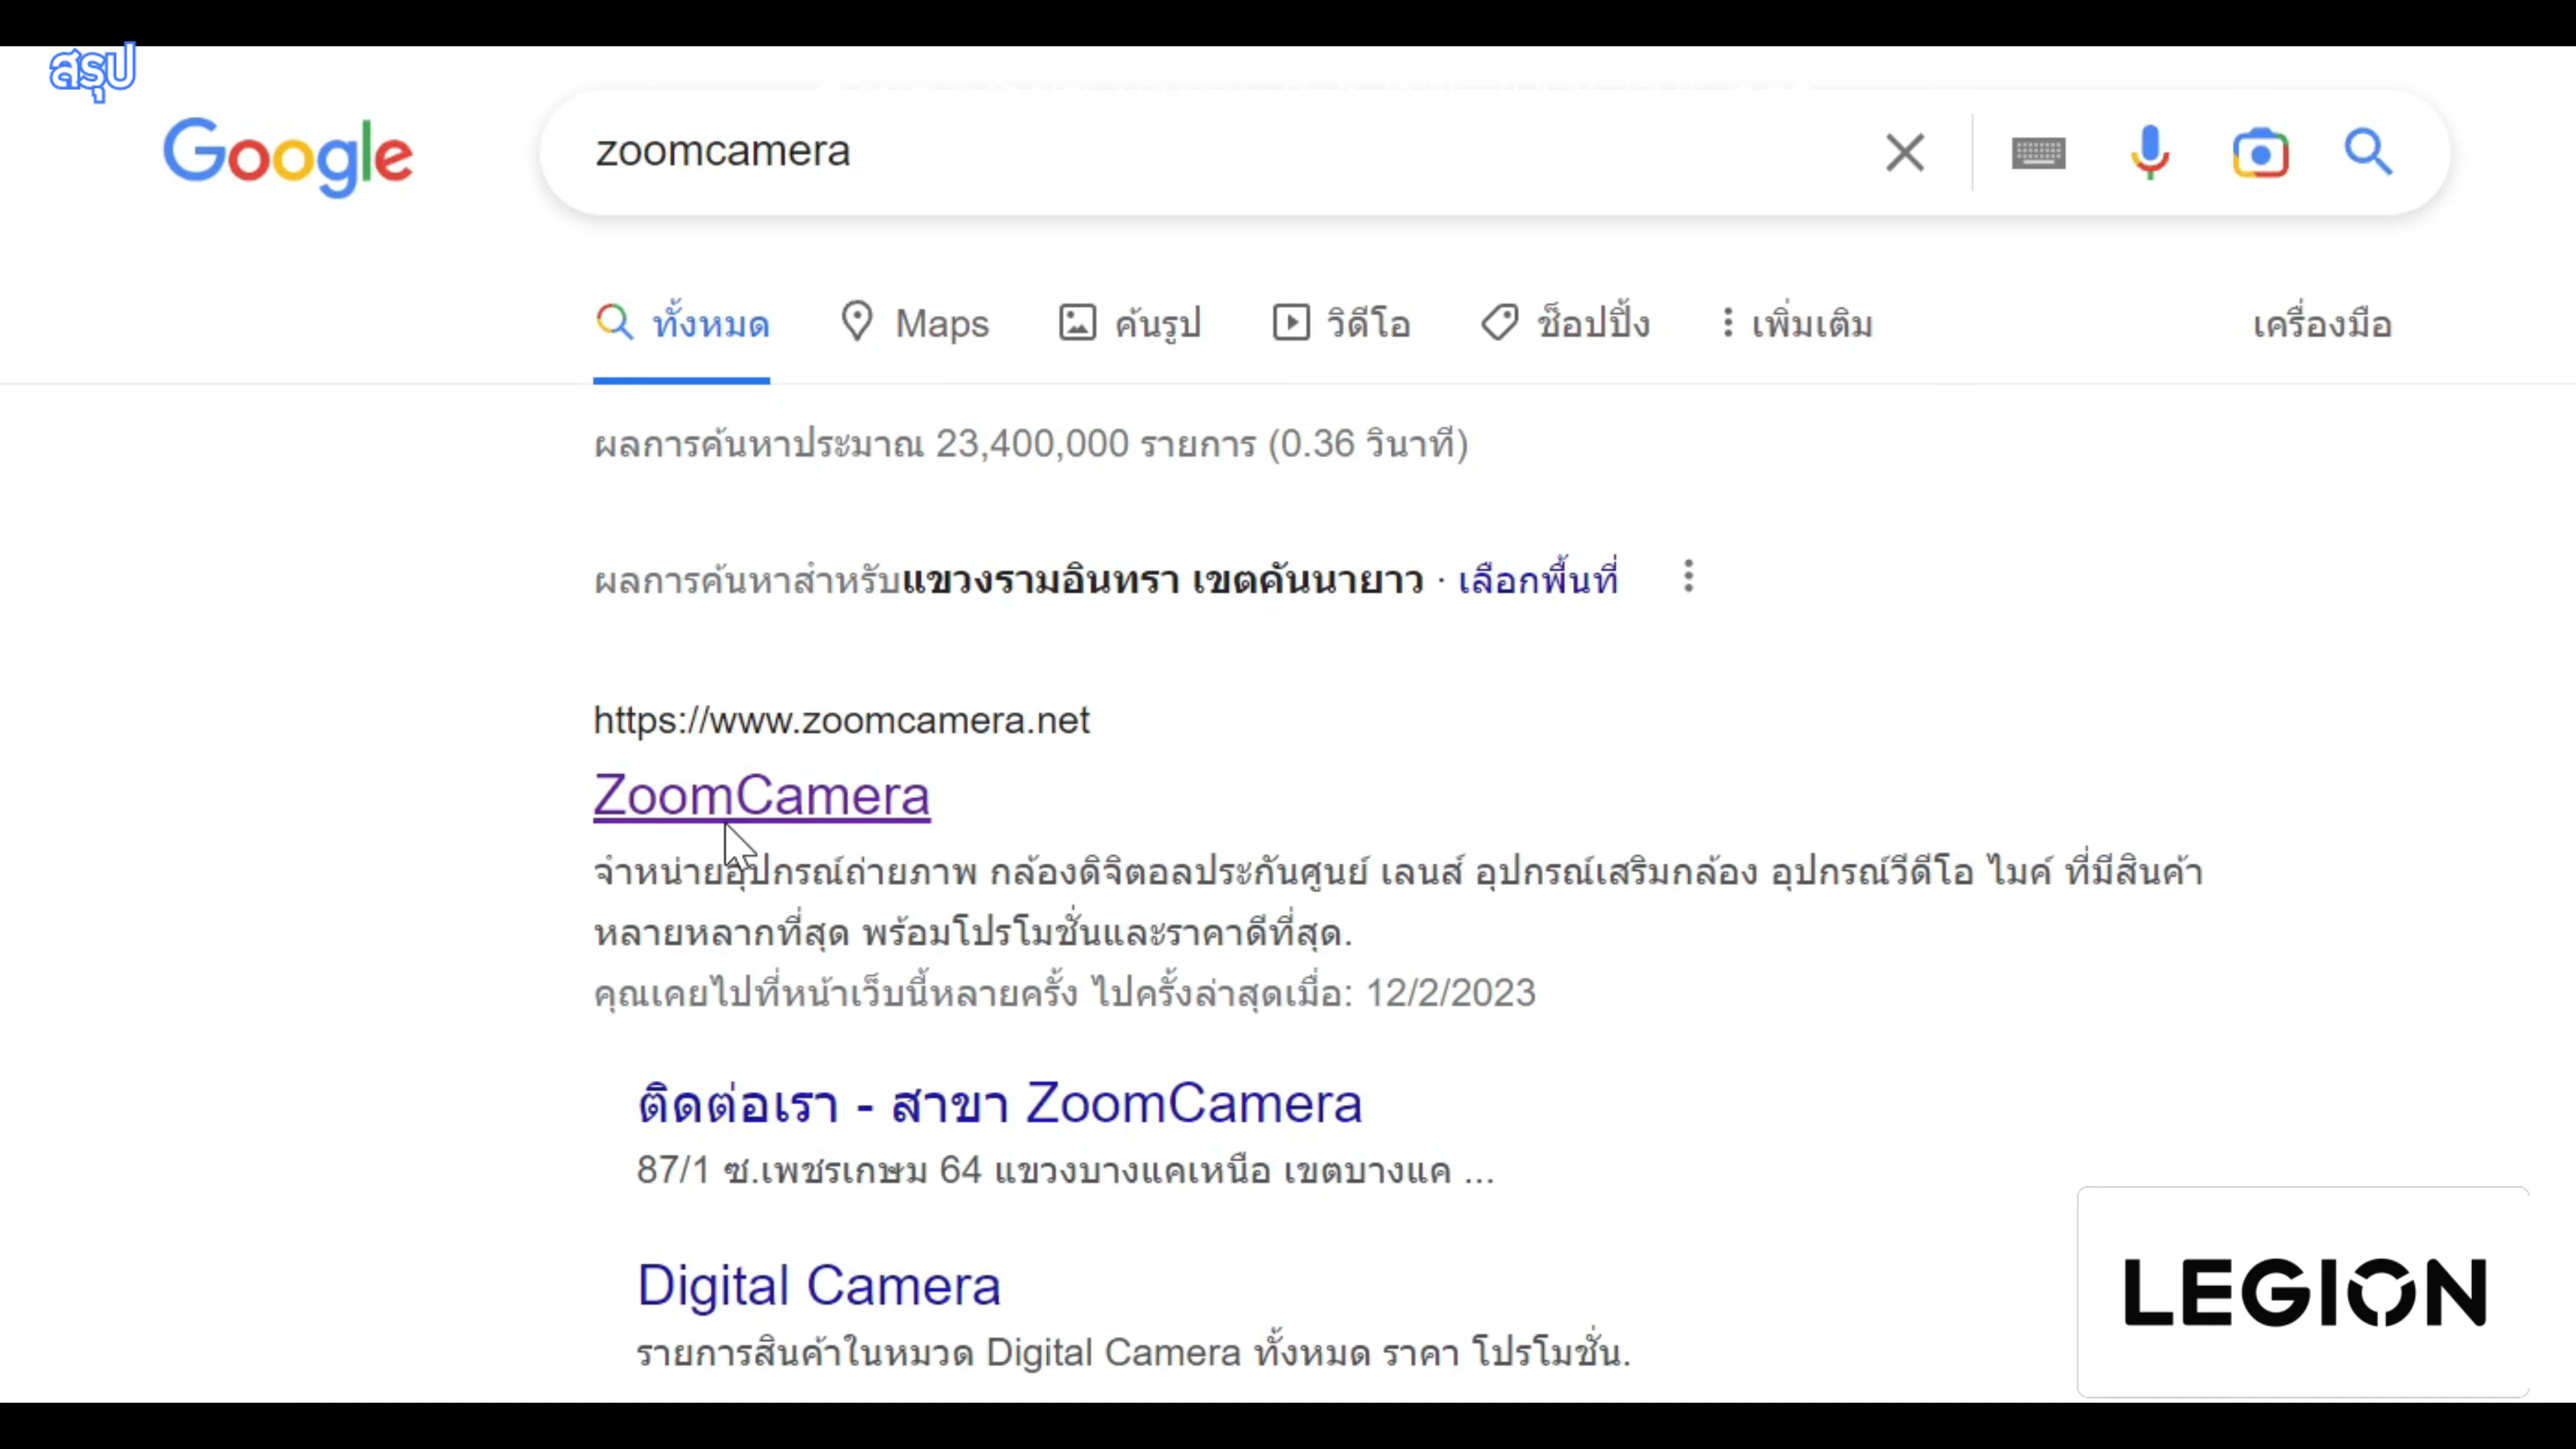 สรุป
Google
zoomcamera
ทั้งหมด
Maps
ค้นรูป
วิดีโอ
ช็อปปิ้ง
เพิ่มเติม
เครื่องมือ
ผลการค้นหาประมาณ 23,400,000 รายการ (0.36 วินาที)
ผลการค้นหาสำหรับแขวงรามอินทรา เขตคันนายาว · เลือกพื้นที่
https://www.zoomcamera.net
ZoomCamera
จำหน่ายอุปกรณ์ถ่ายภาพ กล้องดิจิตอลประกันศูนย์ เลนส์ อุปกรณ์เสริมกล้อง อุปกรณ์วีดีโอ ไมค์ ที่มีสินค้า
หลายหลากที่สุด พร้อมโปรโมชั่นและราคาดีที่สุด.
คุณเคยไปที่หน้าเว็บนี้หลายครั้ง ไปครั้งล่าสุดเมื่อ: 12/2/2023
ติดต่อเรา - สาขา ZoomCamera
87/1 ซ.เพชรเกษม 64 แขวงบางแคเหนือ เขตบางแค ...
Digital Camera
รายการสินค้าในหมวด Digital Camera ทั้งหมด ราคา โปรโมชั่น.
LEGION